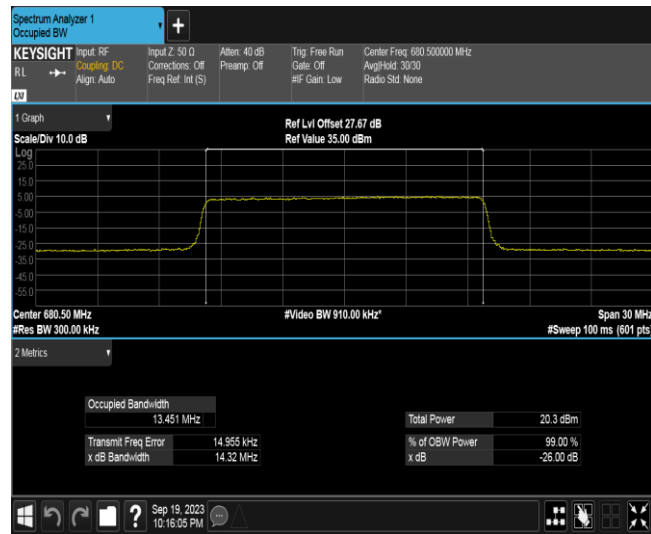 Spectrum Analyzer 1
Occupied BW
+
KEYSIGHT Input: RF Input Z: 50 Ω Atten: 40 dB Trig: Free Run Center Freq: 680.500000 MHz
RL Coupling: DC Corrections: Off Preamp: Off Gate: Off Avg|Hold: 30/30
Align: Auto Freq Ref: Int (S) #IF Gain: Low Radio Std: None
LXI
1 Graph Ref Lvl Offset 27.67 dB
Scale/Div 10.0 dB Ref Value 35.00 dBm
Log
25.0
15.0
5.00
-5.00
-15.0
-25.0
-35.0
-45.0
-55.0
Center 680.50 MHz #Video BW 910.00 kHz* Span 30 MHz
#Res BW 300.00 kHz #Sweep 100 ms (601 pts)
2 Metrics
Occupied Bandwidth
13.451 MHz Total Power 20.3 dBm
Transmit Freq Error 14.955 kHz % of OBW Power 99.00 %
x dB Bandwidth 14.32 MHz x dB -26.00 dB
? Sep 19, 2023
10:16:05 PM